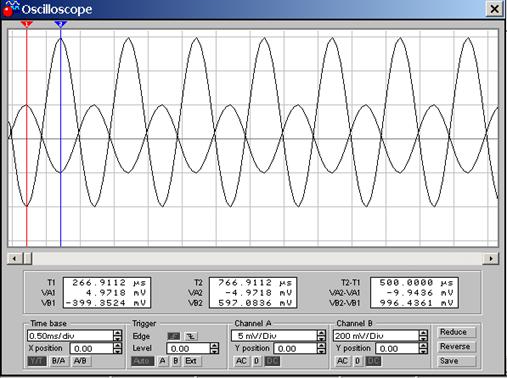 Oscilloscope
1 2
T1 266.9112 µs T2 766.9112 µs T2-T1 500.0000 µs
VA1 4.9718 mV VA2 -4.9718 mV VA2-VA1 -9.9436 mV
VB1 -399.3524 mV VB2 597.0836 mV VB2-VB1 996.4361 mV
Time base Trigger Channel A Channel B Reduce
0.50ms/div Edge 5 mV/Div 200 mV/Div Reverse
X position 0.00 Level 0.00 Y position 0.00 Y position 0.00
Y/T B/A A/B Auto A B Ext AC 0 DC AC 0 DC Save